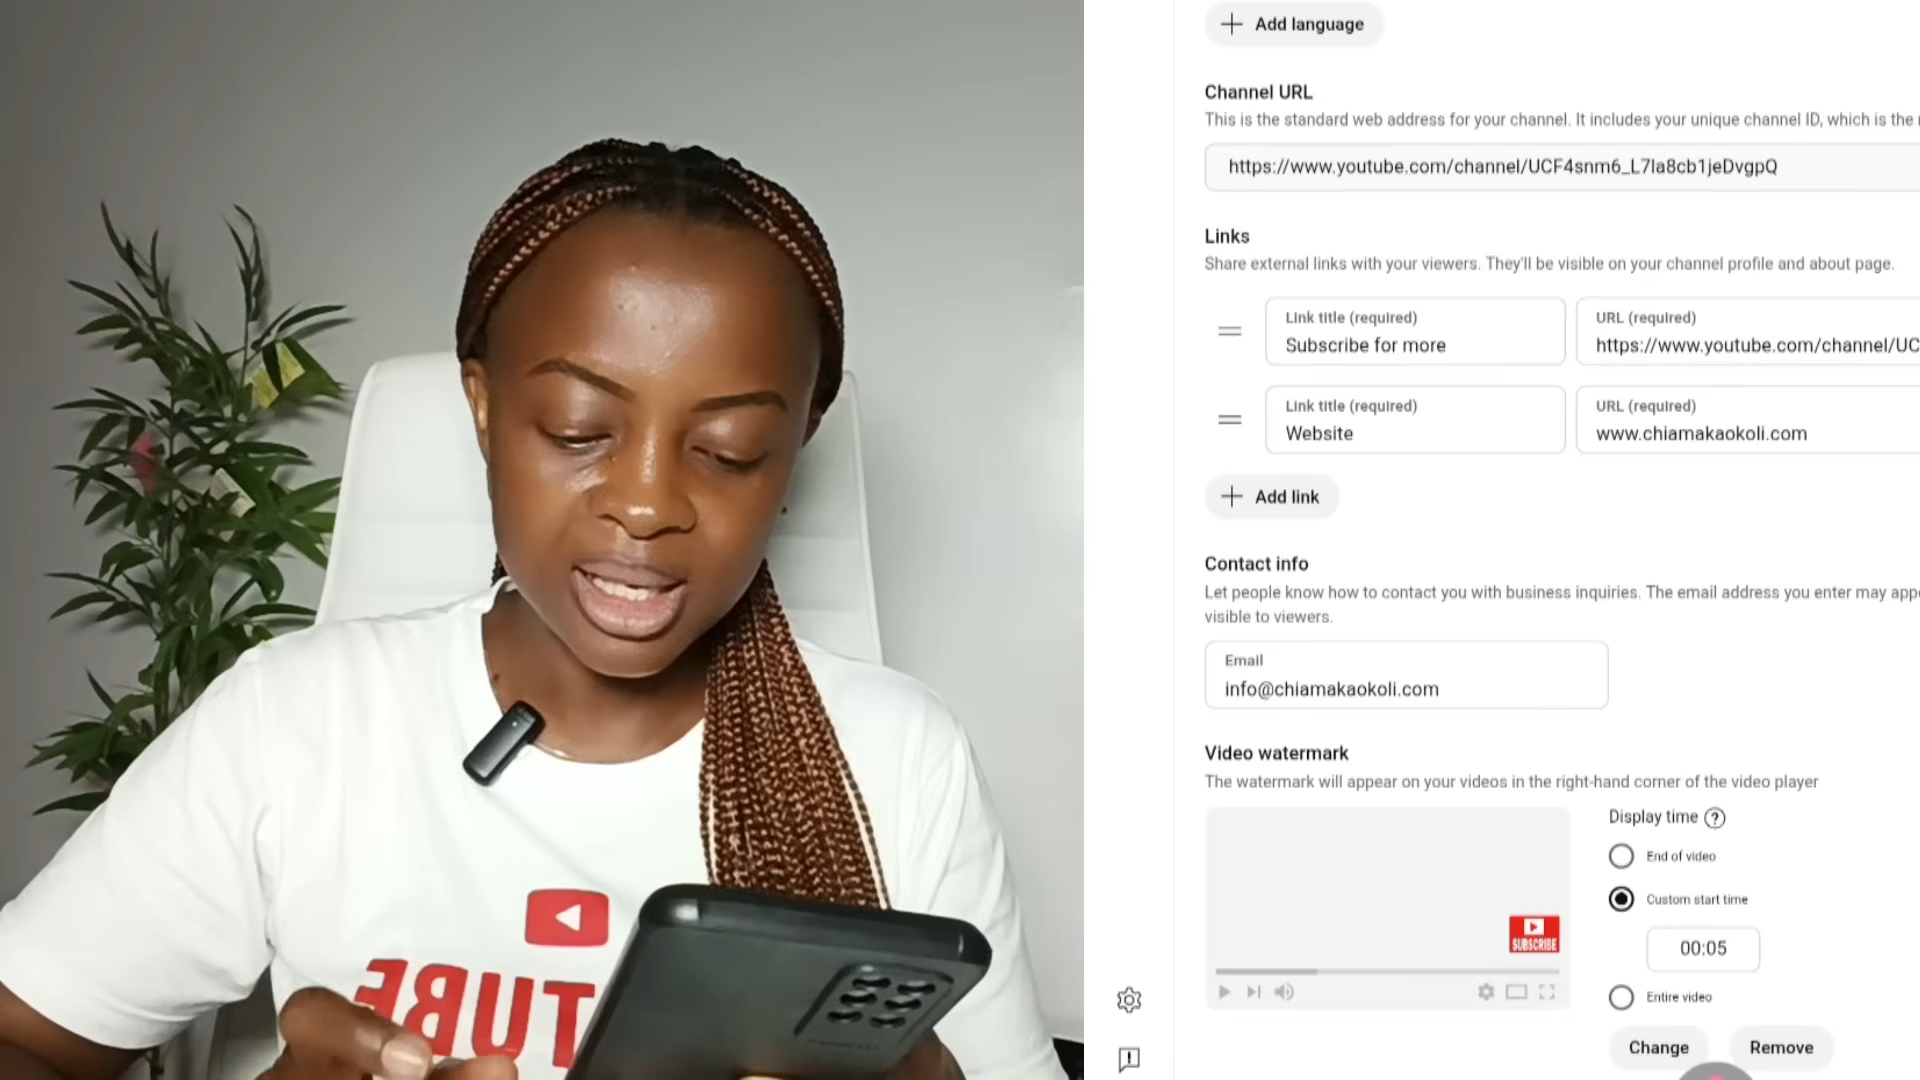 Add language
Channel URL
This is the standard web address for your channel. It includes your unique channel ID, which is the
https://www.youtube.com/channel/UCF4snm6_L7la8cb1jeDvgpQ
Links
Share external links with your viewers. They'll be visible on your channel profile and about page.
Link title (required)
Subscribe for more
URL (required)
https://www.youtube.com/channel/UC
Link title (required)
Website
URL (required)
www.chiamakaokoli.com
Add link
Contact info
Let people know how to contact you with business inquiries. The email address you enter may app
visible to viewers.
Email
info@chiamakaokoli.com
Video watermark
The watermark will appear on your videos in the right-hand corner of the video player
Display time
End of video
Custom start time
00:05
Entire video
SUBSCRIBE
Change
Remove
TUBE